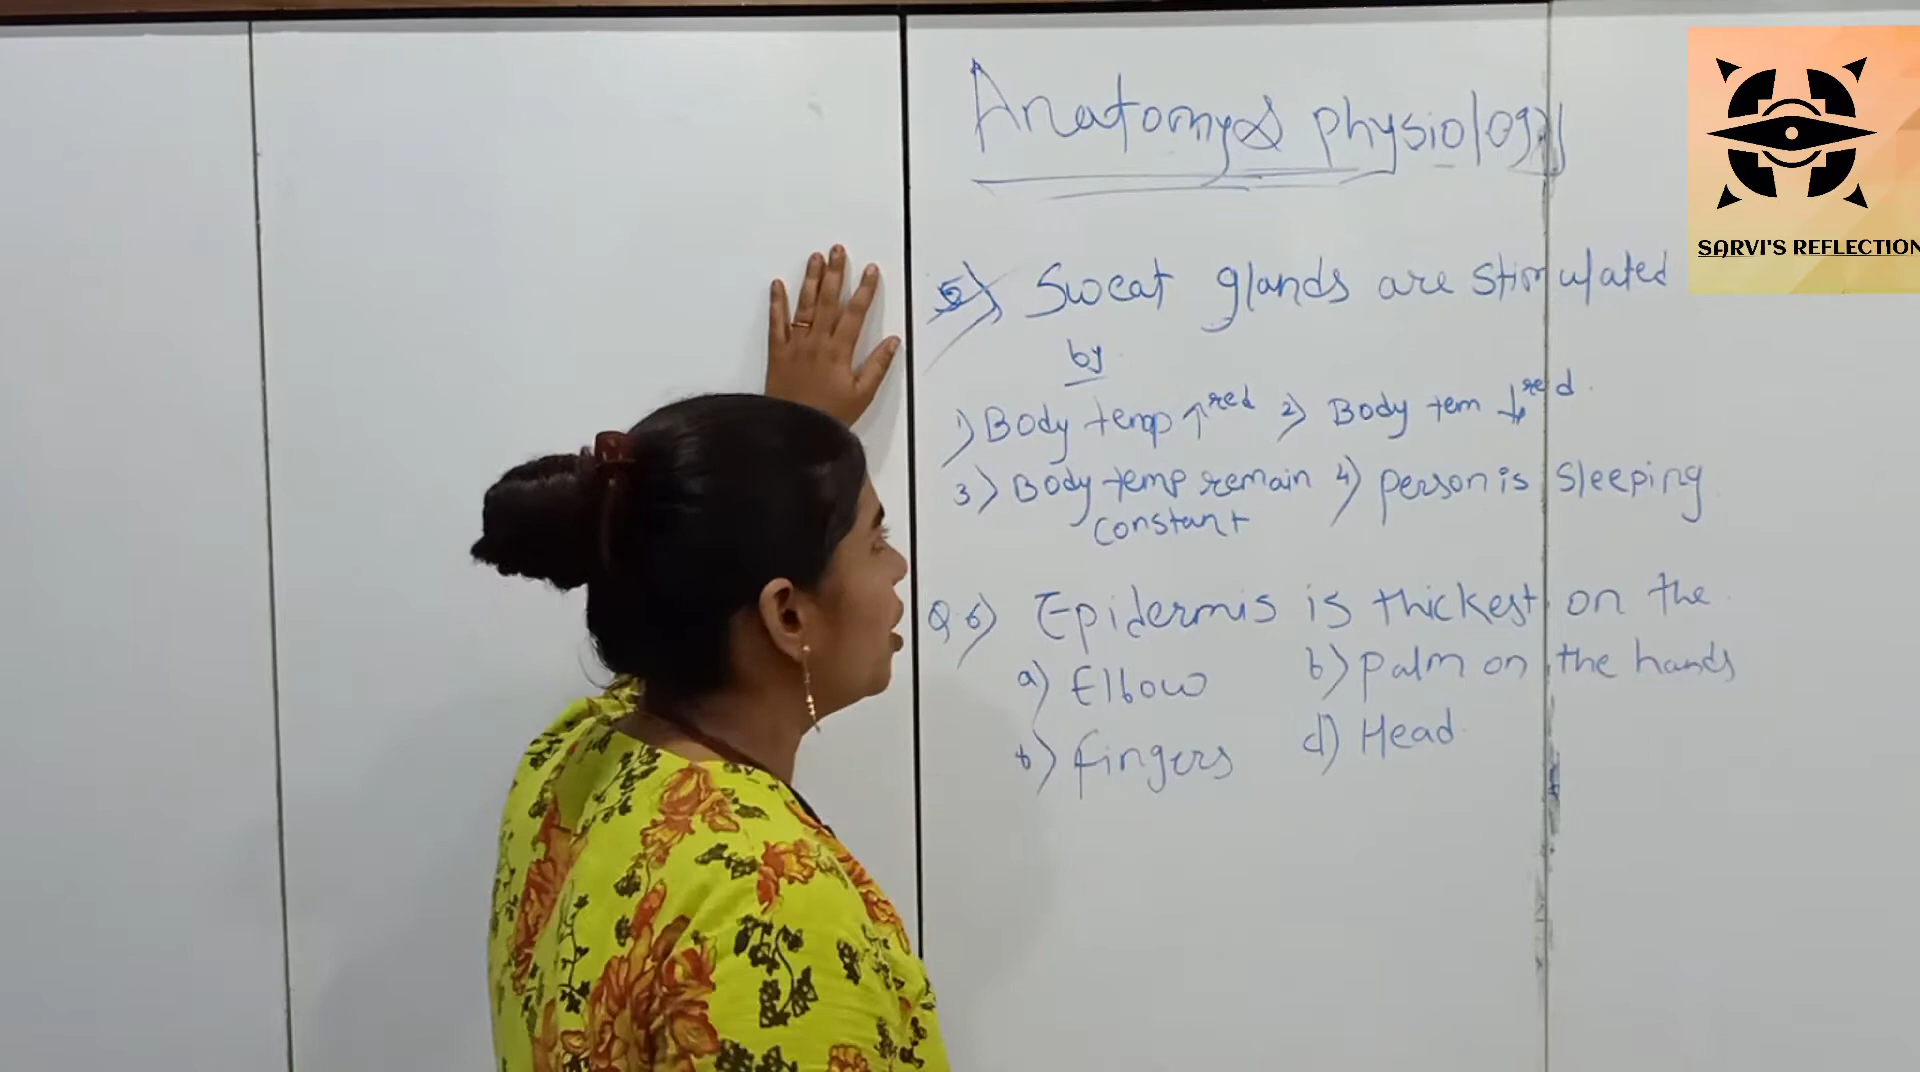 Anatomy & physiology
SARVI'S REFLECTION
5) Sweat glands are stimulated
by
1) Body temp ↑red 2) Body tem ↓red.
3) Body temp remain 4) person is sleeping
constant
Q.6) Epidermis is thickest on the
a) Elbow b) palm on the hands
b) fingers d) Head